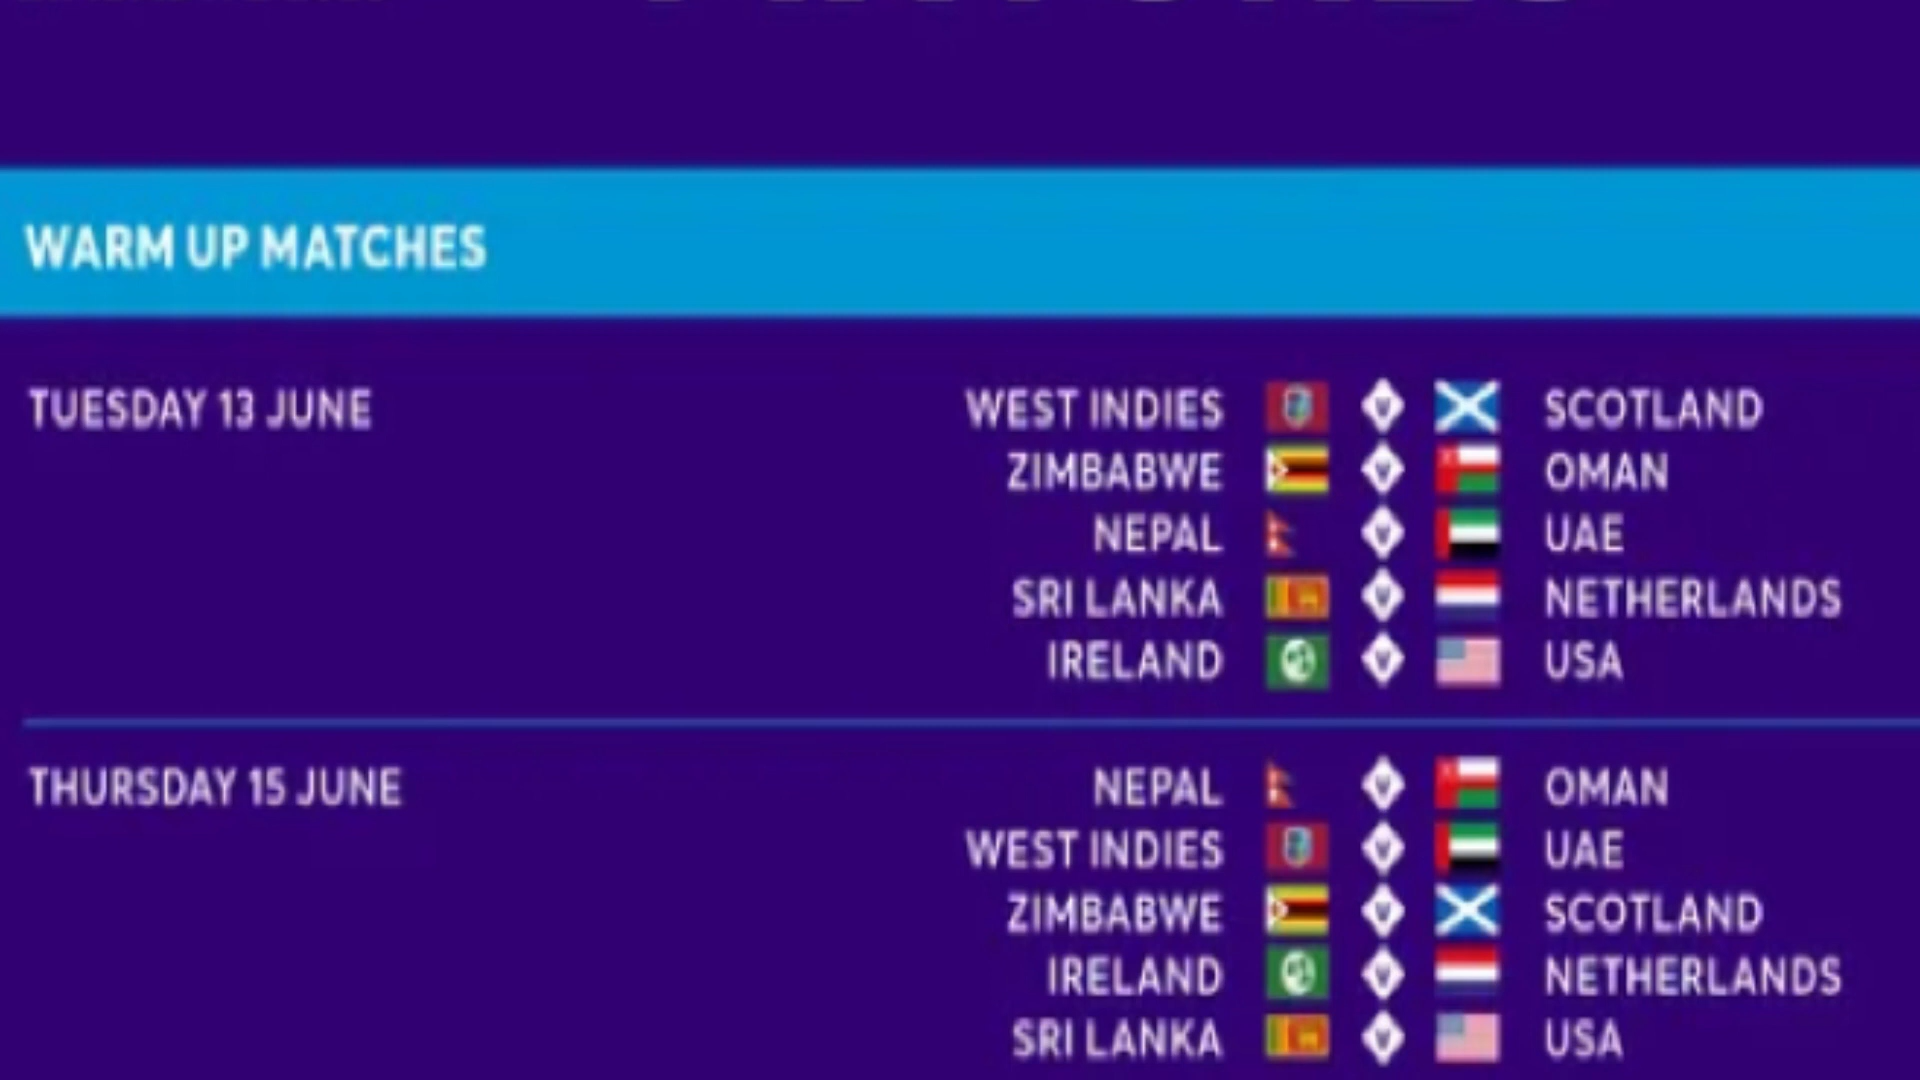 WARM UP MATCHES
TUESDAY 13 JUNE WEST INDIES V SCOTLAND
ZIMBABWE V OMAN
NEPAL V UAE
SRI LANKA V NETHERLANDS
IRELAND V USA
THURSDAY 15 JUNE NEPAL V OMAN
WEST INDIES V UAE
ZIMBABWE V SCOTLAND
IRELAND V NETHERLANDS
SRI LANKA V USA